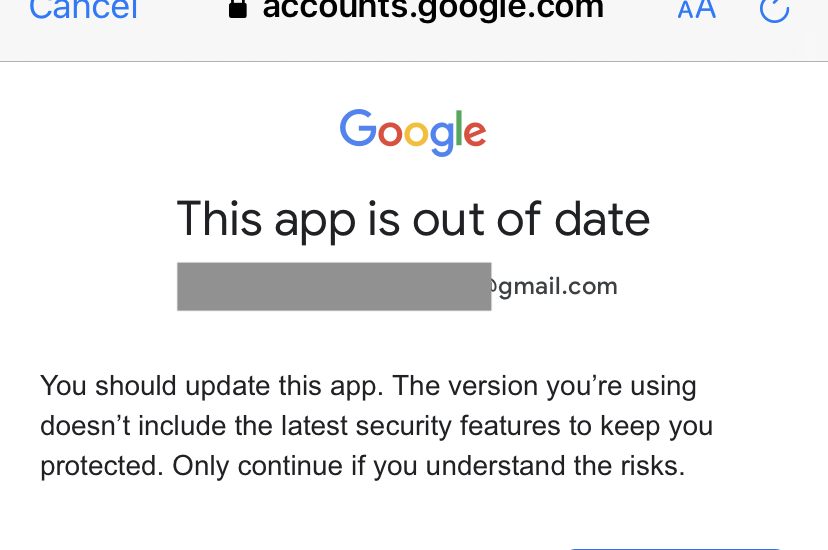 Cancel accounts.google.com AA
Google
This app is out of date
@gmail.com
You should update this app. The version you’re using
doesn’t include the latest security features to keep you
protected. Only continue if you understand the risks.